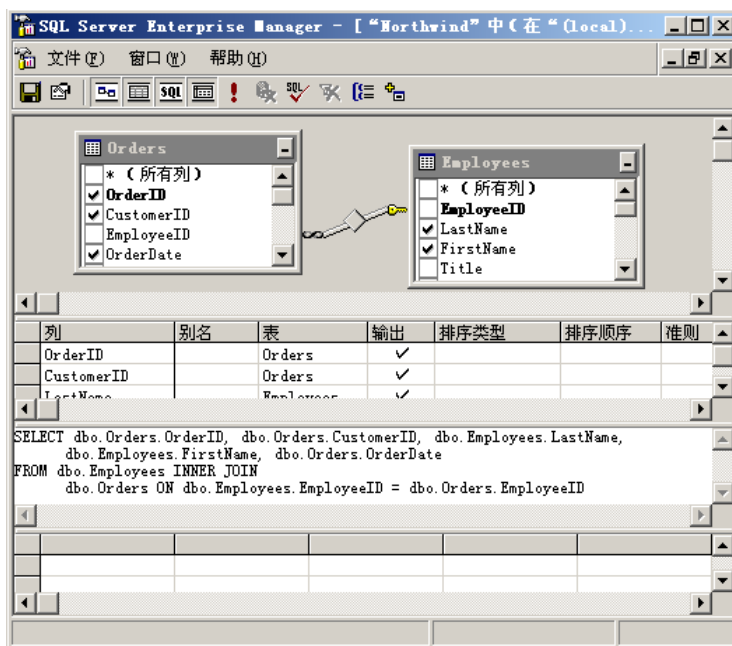 SQL Server Enterprise Manager - [“Northwind”中(在“(local)...
文件(F) 窗口(W) 帮助(H)
SQL SQL
Orders
* (所有列)
OrderID
CustomerID
EmployeeID
OrderDate
Employees
* (所有列)
EmployeeID
LastName
FirstName
Title
列 别名 表 输出 排序类型 排序顺序 准则
OrderID Orders
CustomerID Orders
LastName Employees
SELECT dbo.Orders.OrderID, dbo.Orders.CustomerID, dbo.Employees.LastName,
dbo.Employees.FirstName, dbo.Orders.OrderDate
FROM dbo.Employees INNER JOIN
dbo.Orders ON dbo.Employees.EmployeeID = dbo.Orders.EmployeeID